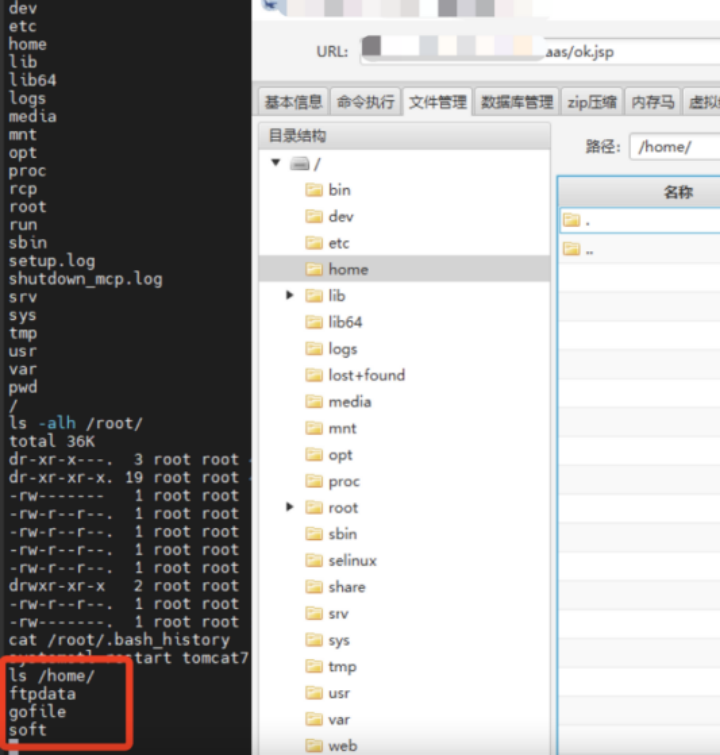 dev
etc
home
lib
lib64
logs
media
mnt
opt
proc
rcp
root
run
sbin
setup.log
shutdown_mcp.log
srv
sys
tmp
usr
var
pwd
/
ls -alh /root/
total 36K
dr-xr-x---. 3 root root
dr-xr-xr-x. 19 root root
-rw------- 1 root root
-rw-r--r--. 1 root root
-rw-r--r--. 1 root root
-rw-r--r--. 1 root root
-rw-r--r--. 1 root root
drwxr-xr-x 2 root root
-rw-r--r--. 1 root root
-rw-------. 1 root root
cat /root/.bash_history
systemctl restart tomcat7
ls /home/
ftpdata
gofile
soft
URL: aas/ok.jsp
基本信息 命令执行 文件管理 数据库管理 zip压缩 内存马 虚拟
目录结构
/
bin
dev
etc
home
lib
lib64
logs
lost+found
media
mnt
opt
proc
root
sbin
selinux
share
srv
sys
tmp
usr
var
web
路径: /home/
名称
.
..